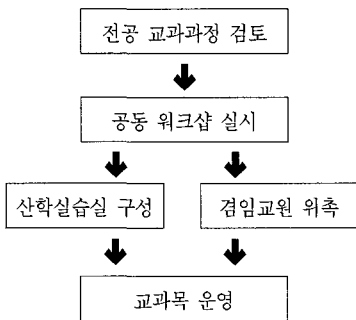 전공 교과과정 검토
공동 워크샵 실시
산학실습실 구성
겸임교원 위촉
교과목 운영